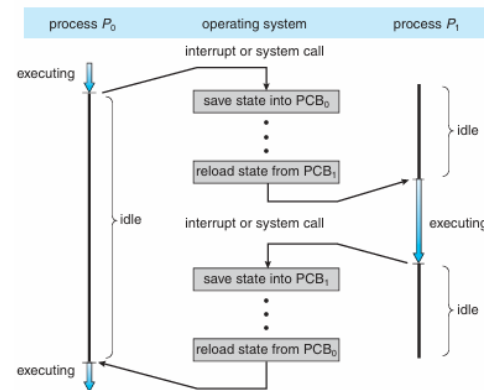 process P₀ operating system process P₁
interrupt or system call
executing
save state into PCB₀
idle
reload state from PCB₁
idle
interrupt or system call
executing
save state into PCB₁
idle
reload state from PCB₀
executing